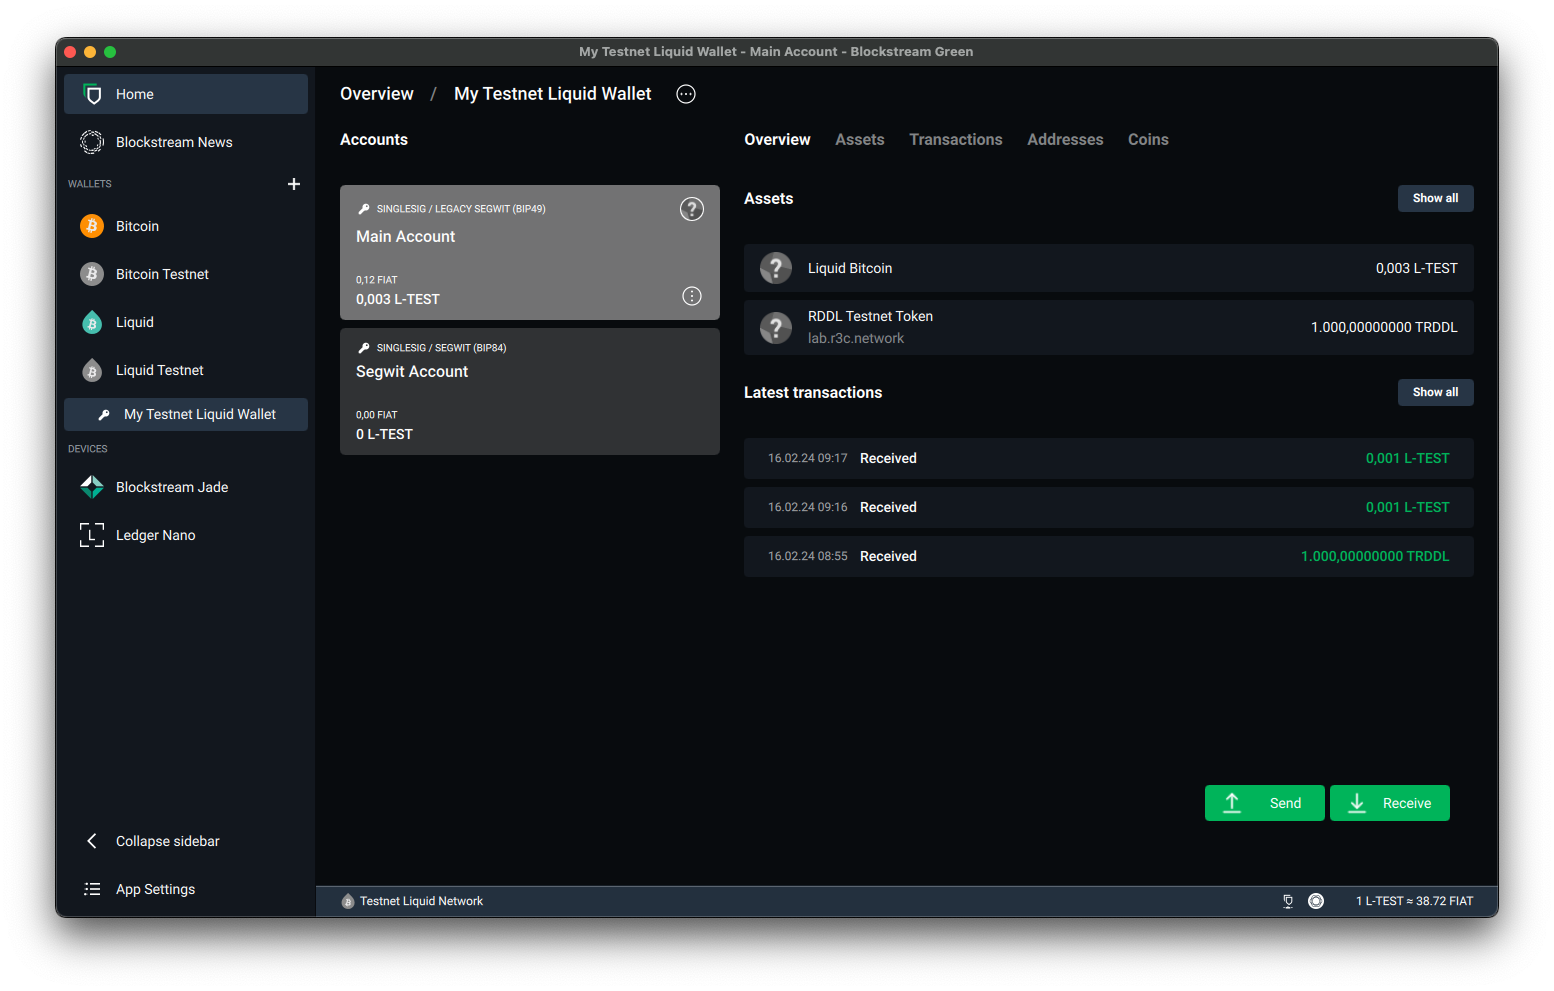 My Testnet Liquid Wallet - Main Account - Blockstream Green
Home
Blockstream News
WALLETS
Bitcoin
Bitcoin Testnet
Liquid
Liquid Testnet
My Testnet Liquid Wallet
DEVICES
Blockstream Jade
Ledger Nano
Collapse sidebar
App Settings
Overview / My Testnet Liquid Wallet
Accounts
SINGLESIG / LEGACY SEGWIT (BIP49)
Main Account
0,12 FIAT
0,003 L-TEST
SINGLESIG / SEGWIT (BIP84)
Segwit Account
0,00 FIAT
0 L-TEST
Overview Assets Transactions Addresses Coins
Assets Show all
Liquid Bitcoin 0,003 L-TEST
RDDL Testnet Token 1.000,00000000 TRDDL
lab.r3c.network
Latest transactions Show all
16.02.24 09:17 Received 0,001 L-TEST
16.02.24 09:16 Received 0,001 L-TEST
16.02.24 08:55 Received 1.000,00000000 TRDDL
Send Receive
Testnet Liquid Network 1 L-TEST ≈ 38.72 FIAT